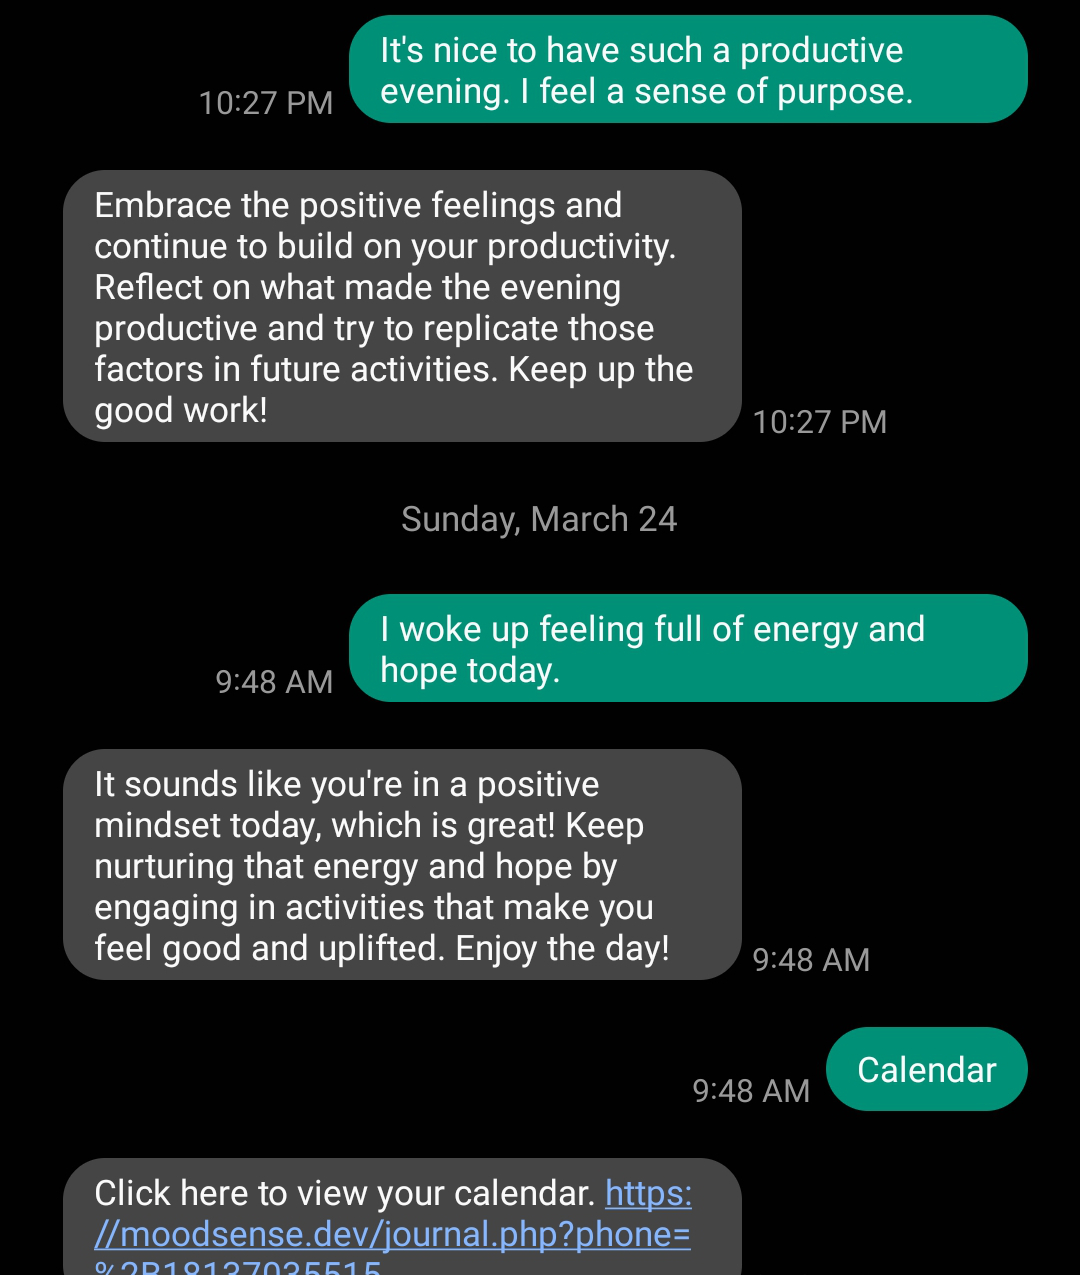 It's nice to have such a productive
evening. I feel a sense of purpose.
10:27 PM
Embrace the positive feelings and
continue to build on your productivity.
Reflect on what made the evening
productive and try to replicate those
factors in future activities. Keep up the
good work!
10:27 PM
Sunday, March 24
I woke up feeling full of energy and
hope today.
9:48 AM
It sounds like you're in a positive
mindset today, which is great! Keep
nurturing that energy and hope by
engaging in activities that make you
feel good and uplifted. Enjoy the day!
9:48 AM
Calendar
9:48 AM
Click here to view your calendar. https:
//moodsense.dev/journal.php?phone=
%2B18137035515